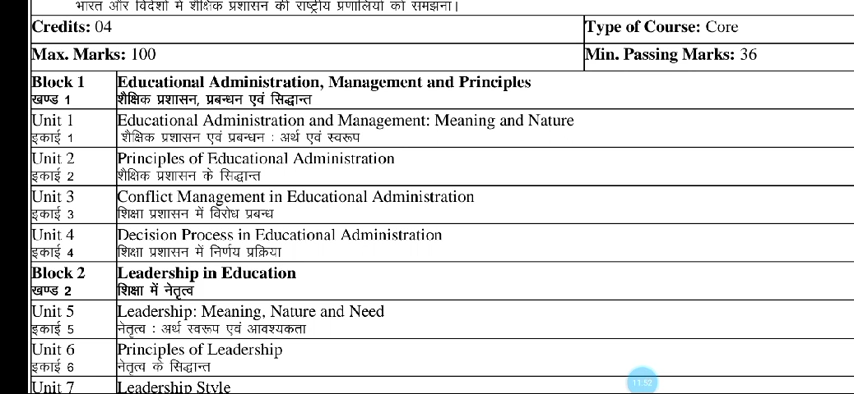 भारत और विदेशों में शैक्षिक प्रशासन की राष्ट्रीय प्रणालियों को समझना।
Credits: 04 Type of Course: Core
Max. Marks: 100 Min. Passing Marks: 36
Block 1 Educational Administration, Management and Principles
खण्ड 1 शैक्षिक प्रशासन, प्रबन्धन एवं सिद्धान्त
Unit 1 Educational Administration and Management: Meaning and Nature
इकाई 1 शैक्षिक प्रशासन एवं प्रबन्धन : अर्थ एवं स्वरूप
Unit 2 Principles of Educational Administration
इकाई 2 शैक्षिक प्रशासन के सिद्धान्त
Unit 3 Conflict Management in Educational Administration
इकाई 3 शिक्षा प्रशासन में विरोध प्रबन्ध
Unit 4 Decision Process in Educational Administration
इकाई 4 शिक्षा प्रशासन में निर्णय प्रक्रिया
Block 2 Leadership in Education
खण्ड 2 शिक्षा में नेतृत्व
Unit 5 Leadership: Meaning, Nature and Need
इकाई 5 नेतृत्व : अर्थ स्वरूप एवं आवश्यकता
Unit 6 Principles of Leadership
इकाई 6 नेतृत्व के सिद्धान्त
Unit 7 Leadership Style
11:52